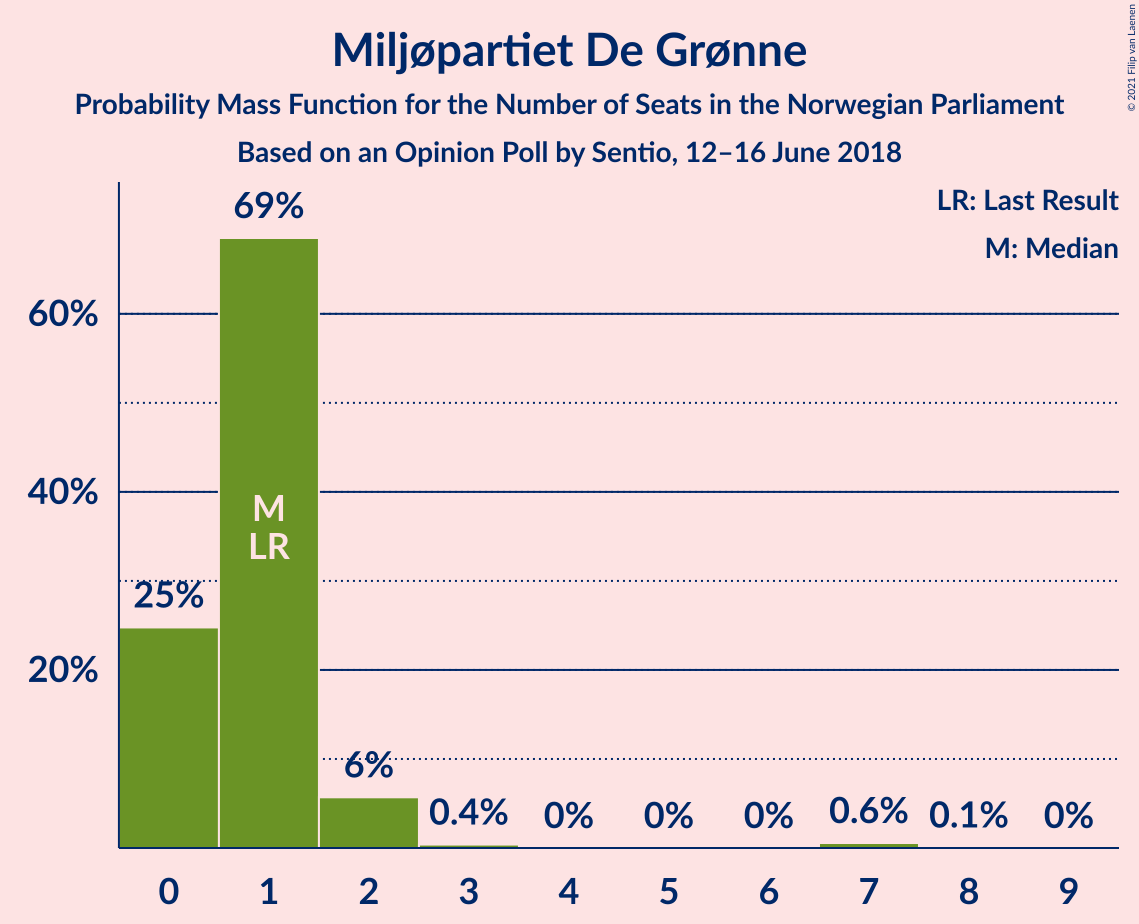 Miljøpartiet De Grønne
Probability Mass Function for the Number of Seats in the Norwegian Parliament
Based on an Opinion Poll by Sentio, 12–16 June 2018
© 2021 Filip van Laenen
LR: Last Result
M: Median
69%
60%
40%
M
LR
25%
20%
6%
0.4%
0%
0%
0%
0.6%
0.1%
0%
0
1
2
3
4
5
6
7
8
9